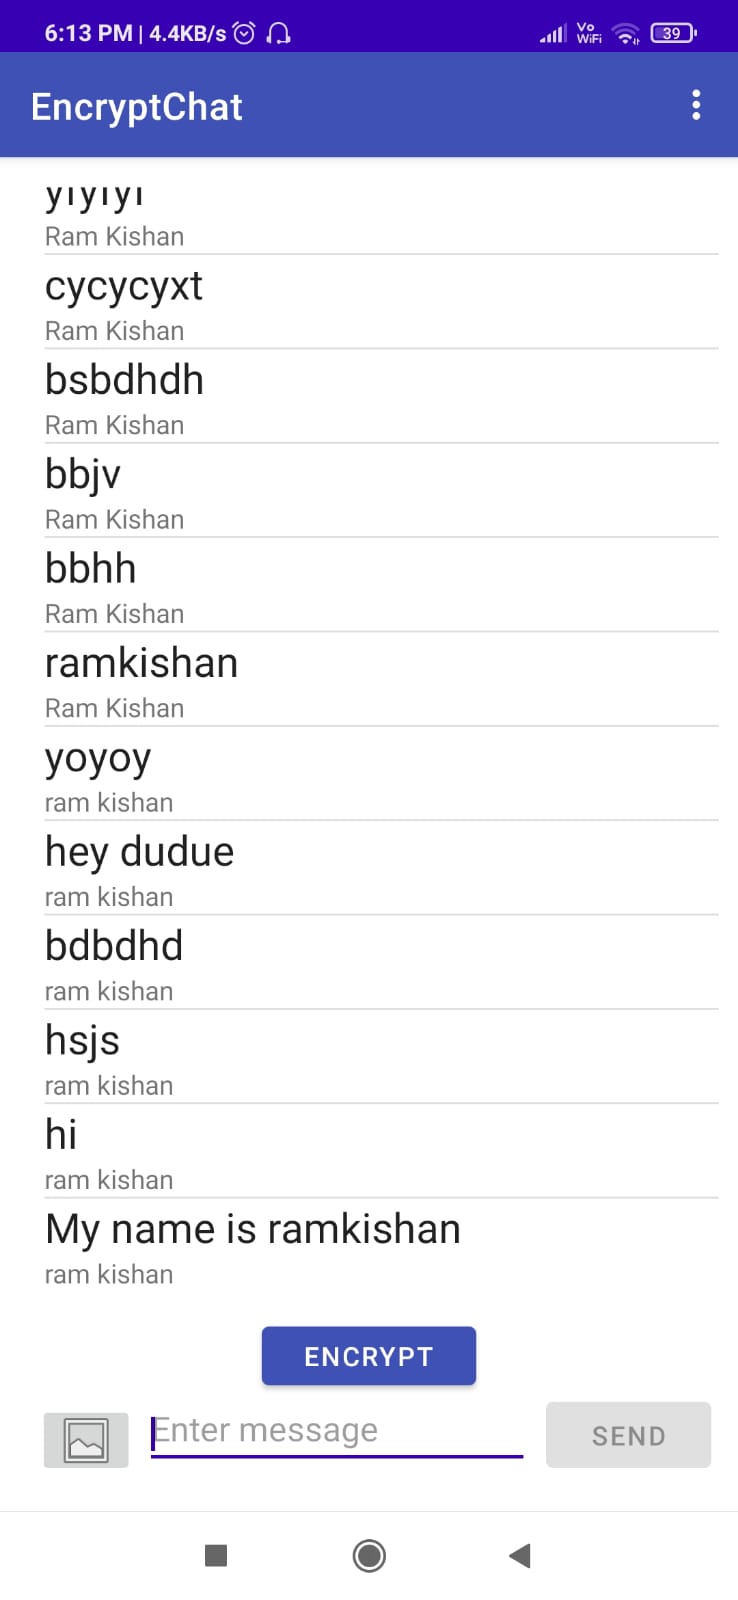 6:13 PM | 4.4KB/s
Vo
WiFi
39
EncryptChat
yiyiyi
Ram Kishan
cycycyxt
Ram Kishan
bsbdhdh
Ram Kishan
bbjv
Ram Kishan
bbhh
Ram Kishan
ramkishan
Ram Kishan
yoyoy
ram kishan
hey dudue
ram kishan
bdbdhd
ram kishan
hsjs
ram kishan
hi
ram kishan
My name is ramkishan
ram kishan
ENCRYPT
Enter message
SEND